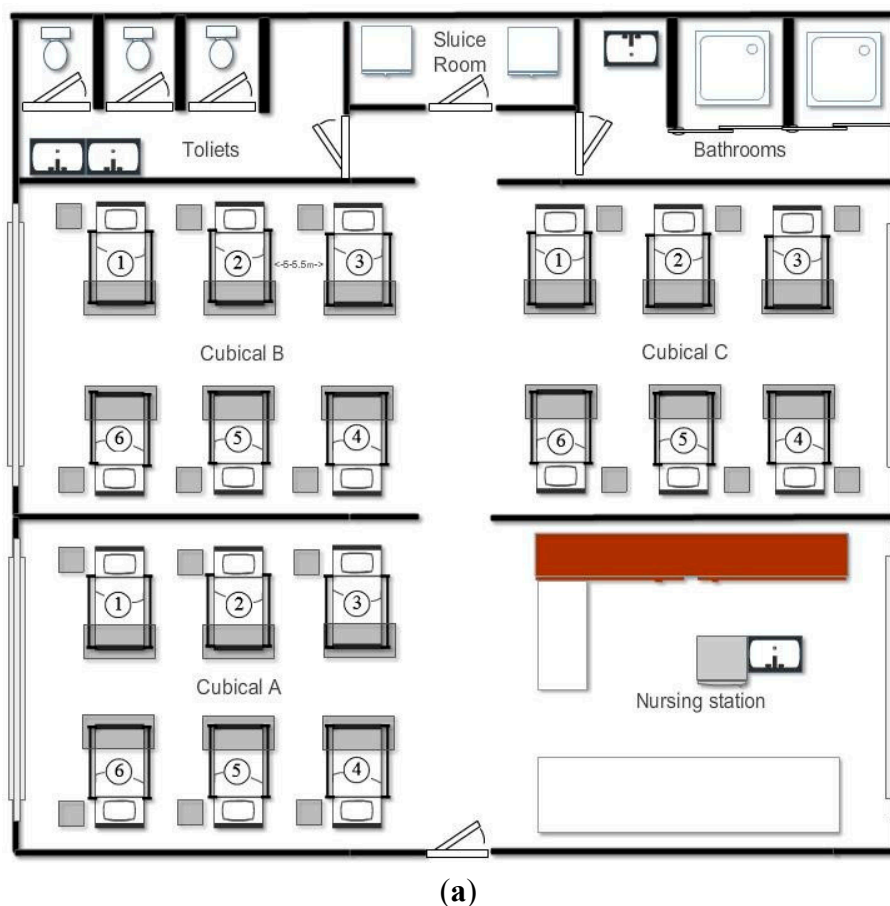 Sluice
Room
Toliets
Bathrooms
1
2
<-5-5.5m->
3
1
2
3
Cubical B
Cubical C
6
5
4
6
5
4
1
2
3
Cubical A
Nursing station
6
5
4
(a)